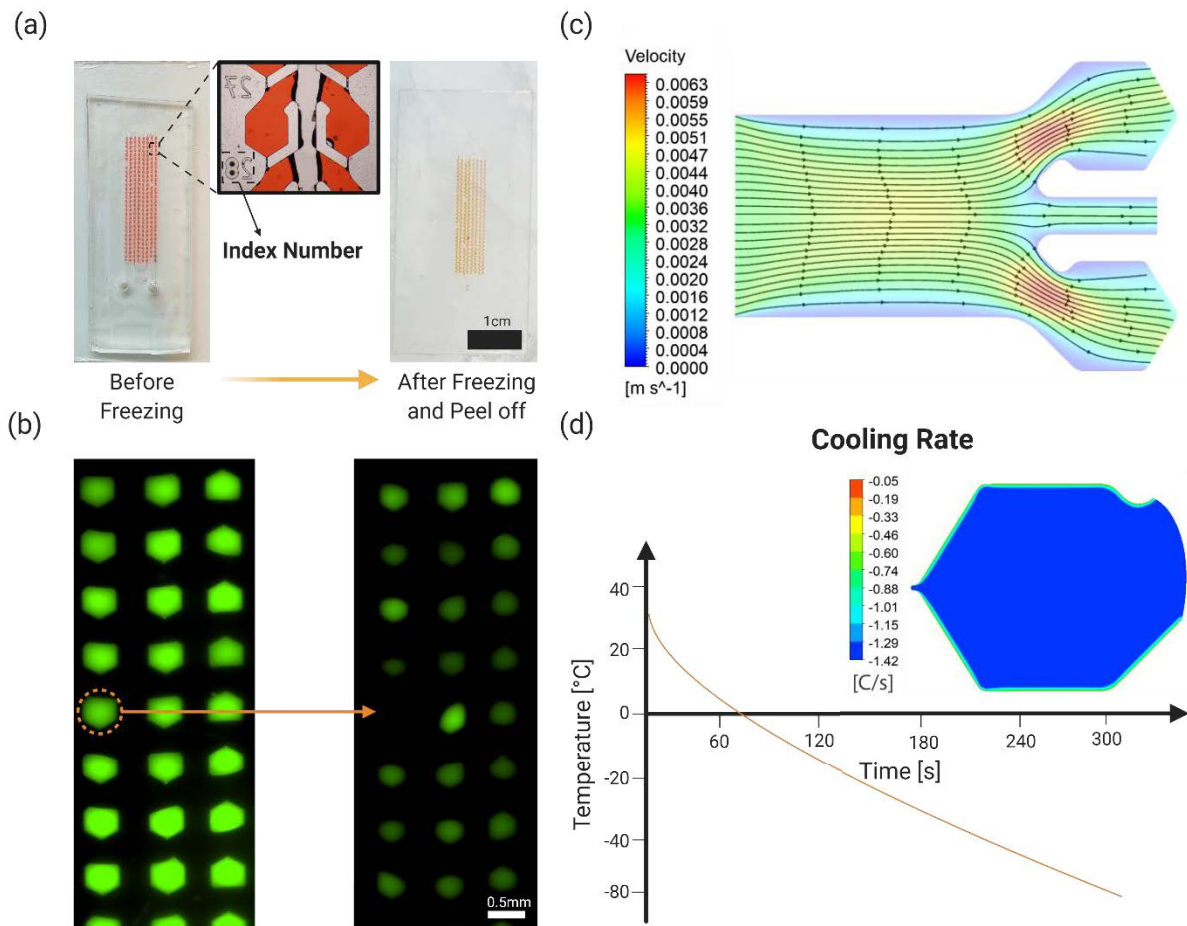 (a)
27
28
Index Number
1cm
Before
Freezing
After Freezing
and Peel off
(b)
0.5mm
(c)
Velocity
0.0063
0.0059
0.0055
0.0051
0.0047
0.0044
0.0040
0.0036
0.0032
0.0028
0.0024
0.0020
0.0016
0.0012
0.0008
0.0004
0.0000
[m s^-1]
(d)
Cooling Rate
-0.05
-0.19
-0.33
-0.46
-0.60
-0.74
-0.88
-1.01
-1.15
-1.29
-1.42
[C/s]
Temperature [°C]
40
20
0
-20
-40
-80
60
120
180
240
300
Time [s]